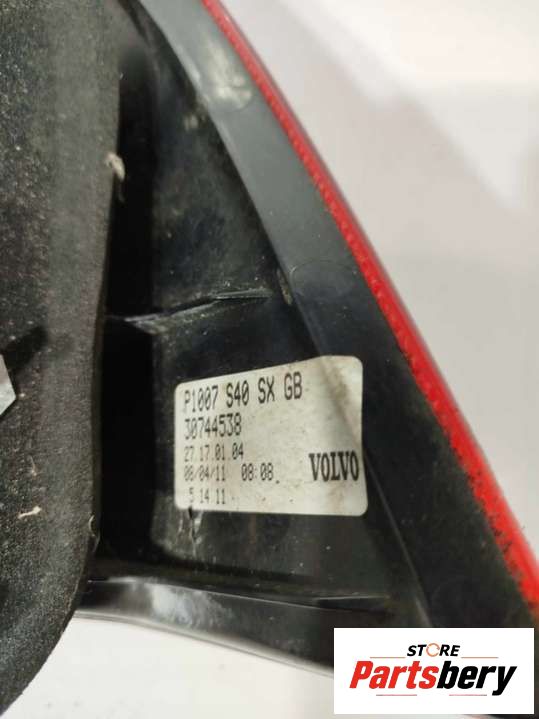 P1007 S40 SX GB
30744538
27.17.01.04
08/04/11 08:08
5 14 11
VOLVO
STORE
Partsbery